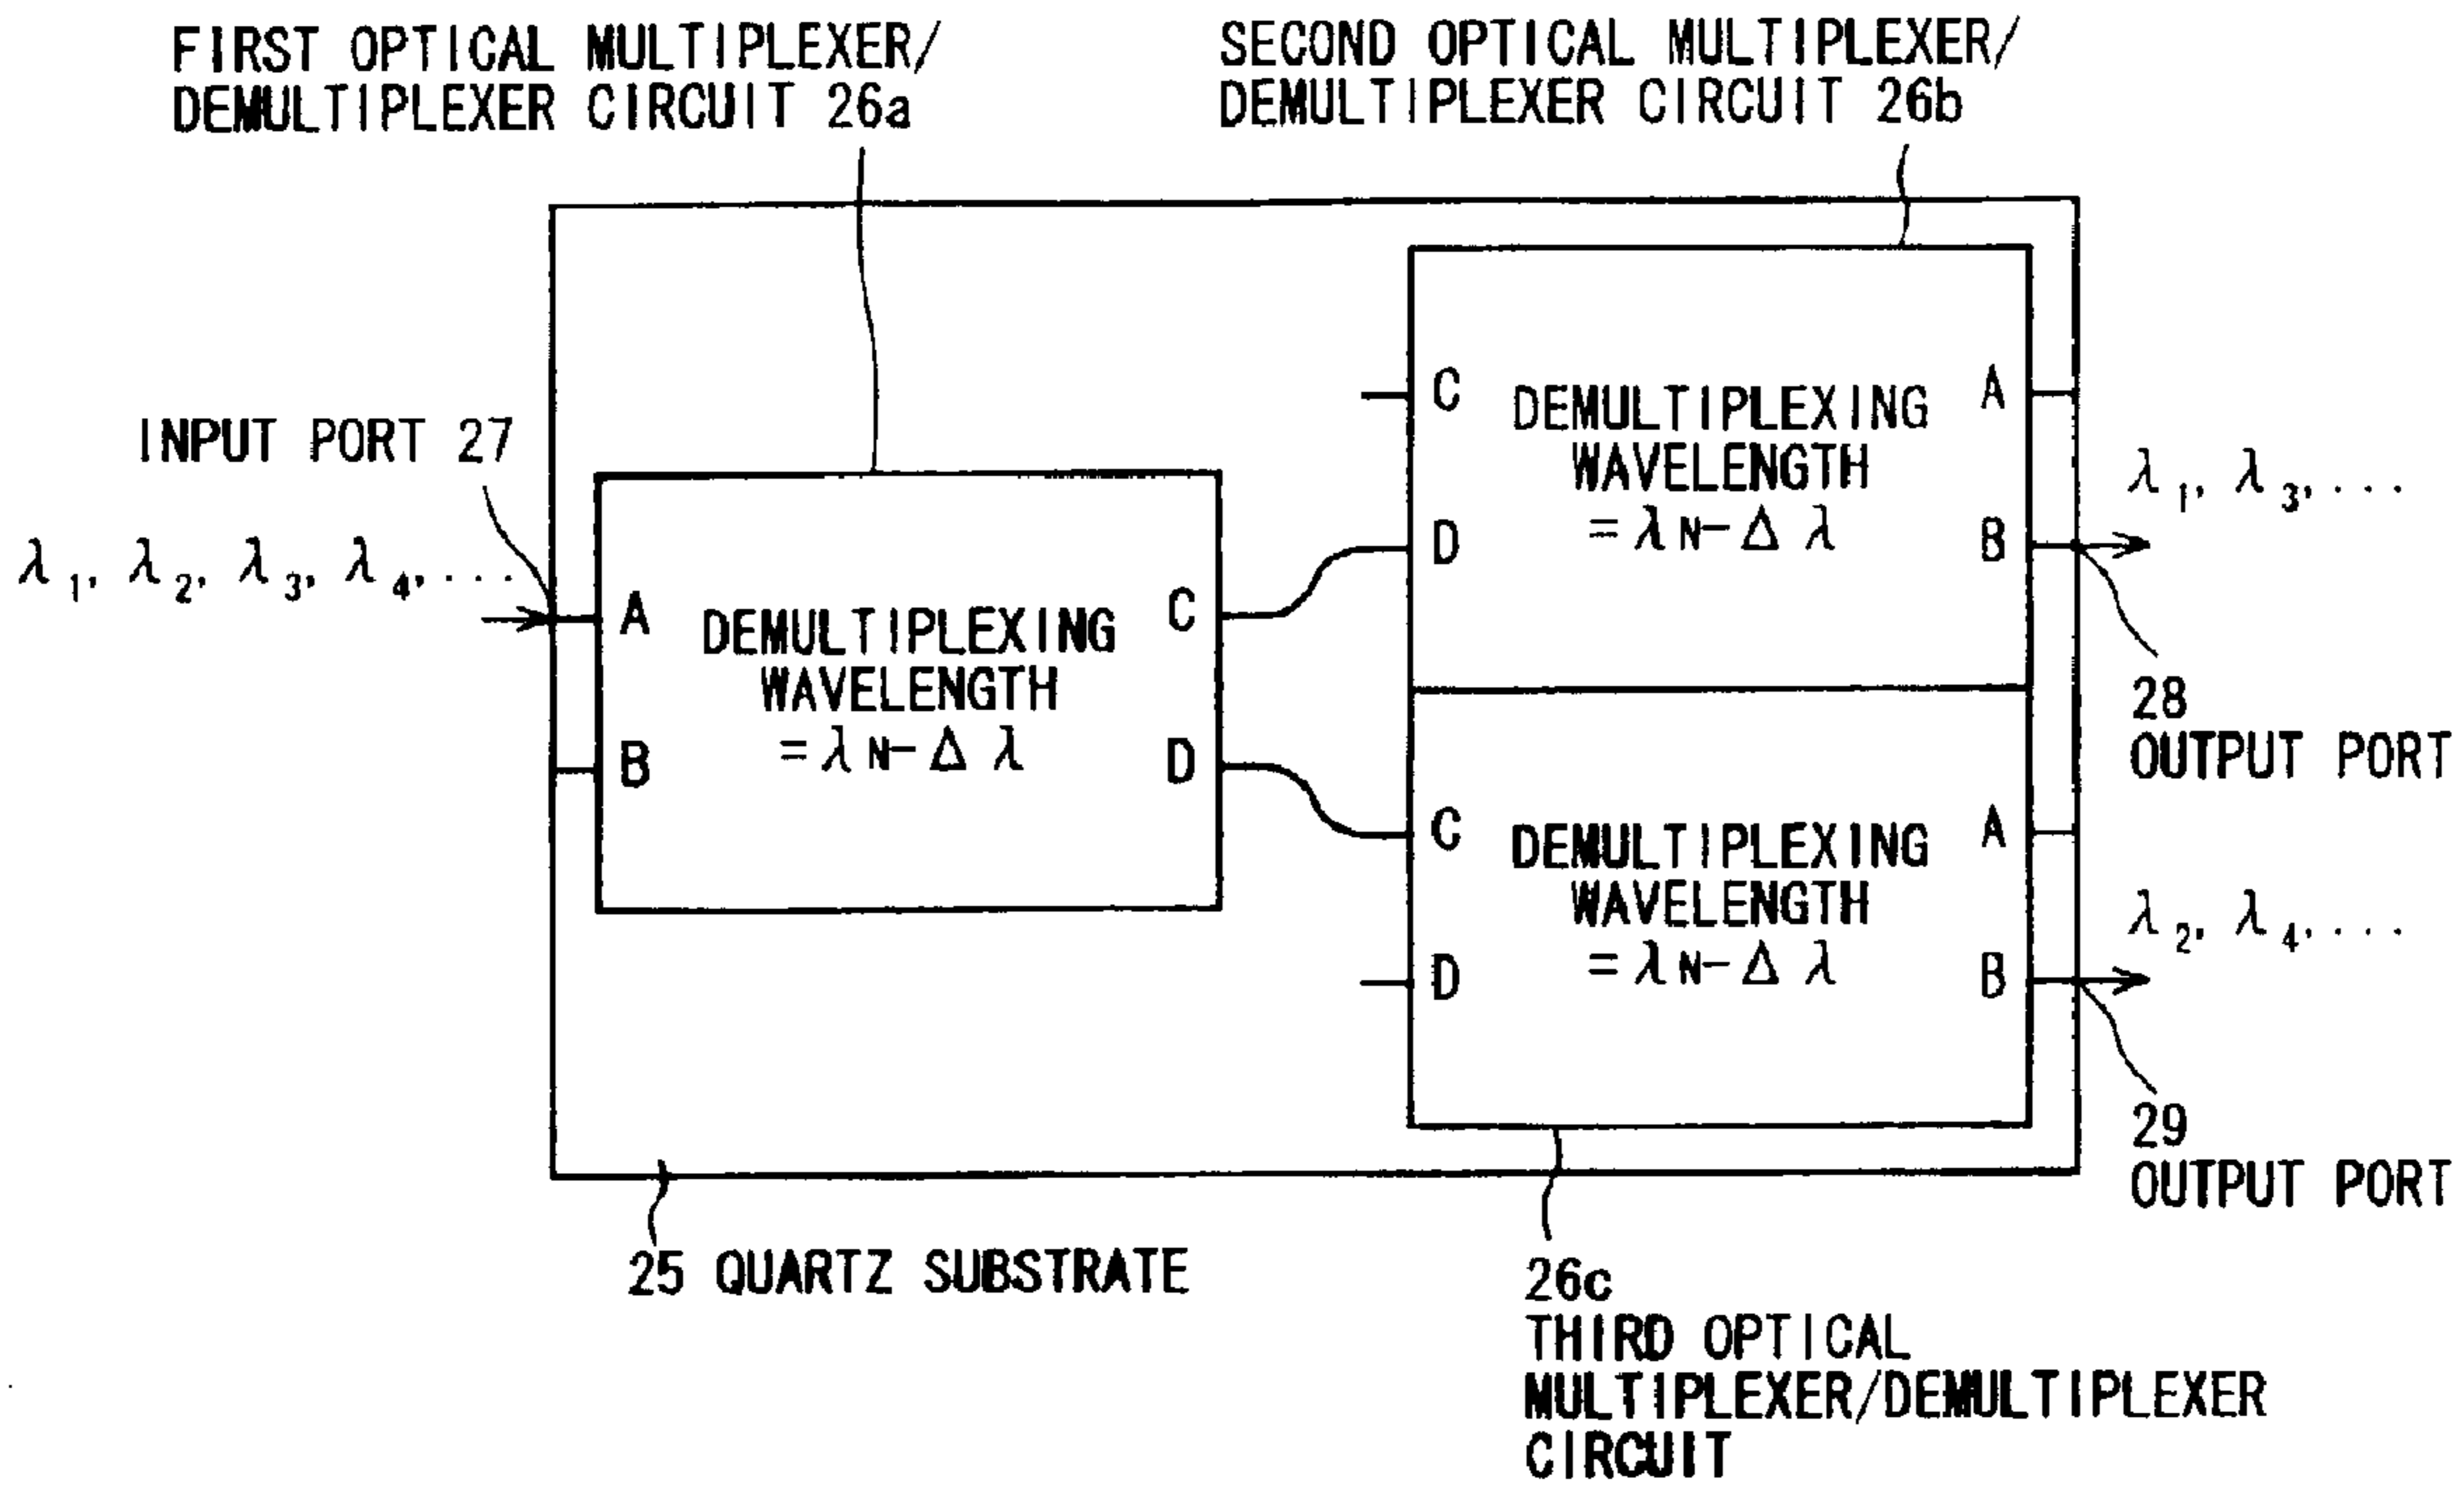 FIRST OPTICAL MULTIPLEXER/
DEMULTIPLEXER CIRCUIT 26a
SECOND OPTICAL MULTIPLEXER/
DEMULTIPLEXER CIRCUIT 26b
INPUT PORT 27
λ1, λ2, λ3, λ4, ...
A
B
DEMULTIPLEXING
WAVELENGTH
= λN-Δλ
C
D
C
D
DEMULTIPLEXING
WAVELENGTH
= λN-Δλ
A
B
λ1, λ3, ...
28
OUTPUT PORT
C
D
DEMULTIPLEXING
WAVELENGTH
= λN-Δλ
A
B
λ2, λ4, ...
29
OUTPUT PORT
25 QUARTZ SUBSTRATE
26c
THIRD OPTICAL
MULTIPLEXER/DEMULTIPLEXER
CIRCUIT